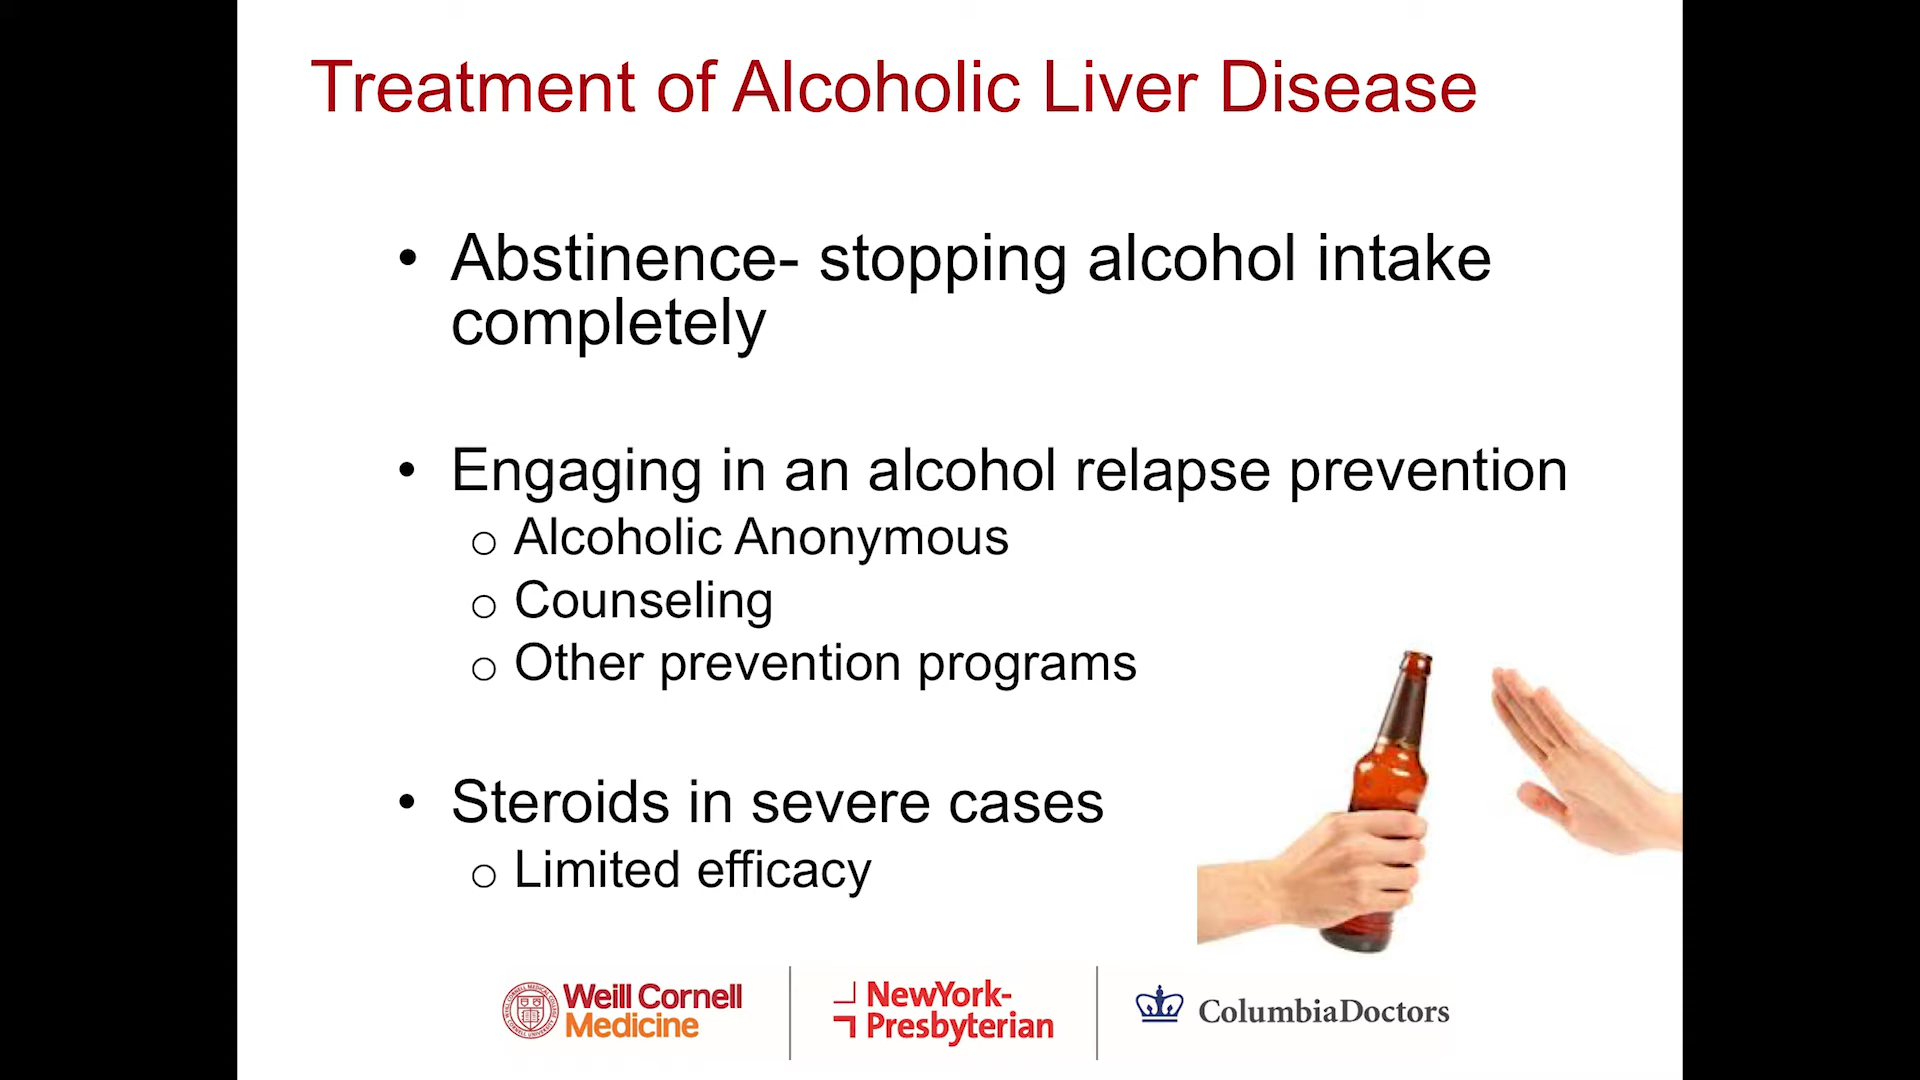 Treatment of Alcoholic Liver Disease
• Abstinence- stopping alcohol intake
completely
• Engaging in an alcohol relapse prevention
o Alcoholic Anonymous
o Counseling
o Other prevention programs
• Steroids in severe cases
o Limited efficacy
Weill Cornell
Medicine
NewYork-
Presbyterian
ColumbiaDoctors